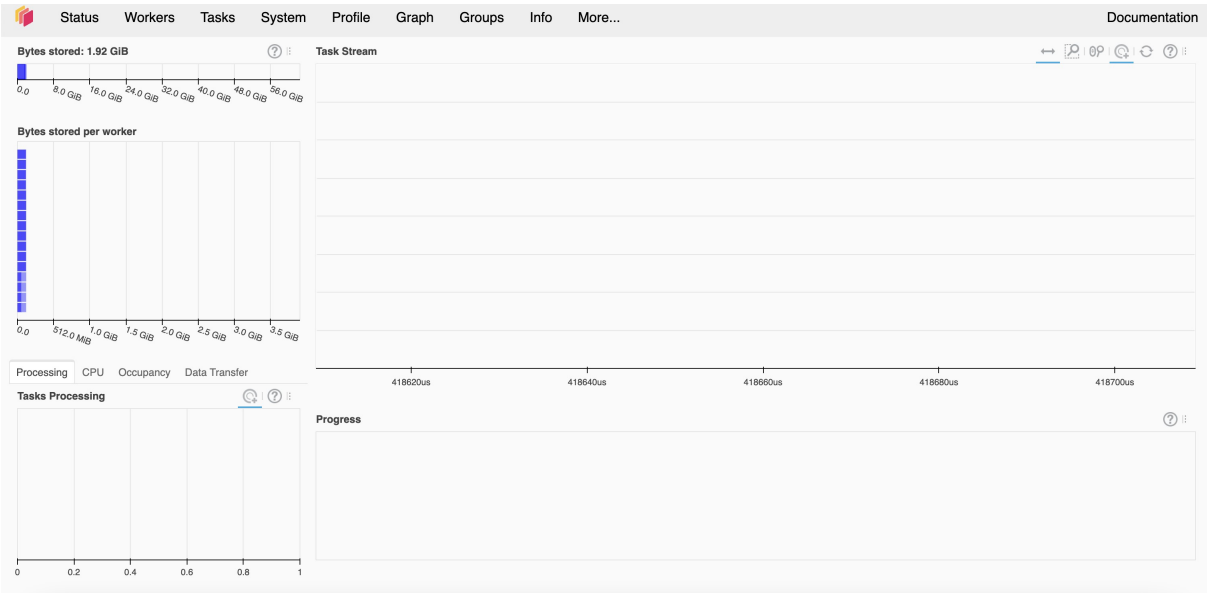 Status Workers Tasks System Profile Graph Groups Info More... Documentation
Bytes stored: 1.92 GiB
0.0 8.0 GiB 16.0 GiB 24.0 GiB 32.0 GiB 40.0 GiB 48.0 GiB 56.0 GiB
Bytes stored per worker
0.0 512.0 MiB 1.0 GiB 1.5 GiB 2.0 GiB 2.5 GiB 3.0 GiB 3.5 GiB
Processing CPU Occupancy Data Transfer
Tasks Processing
0 0.2 0.4 0.6 0.8 1
Task Stream
418620us 418640us 418660us 418680us 418700us
Progress